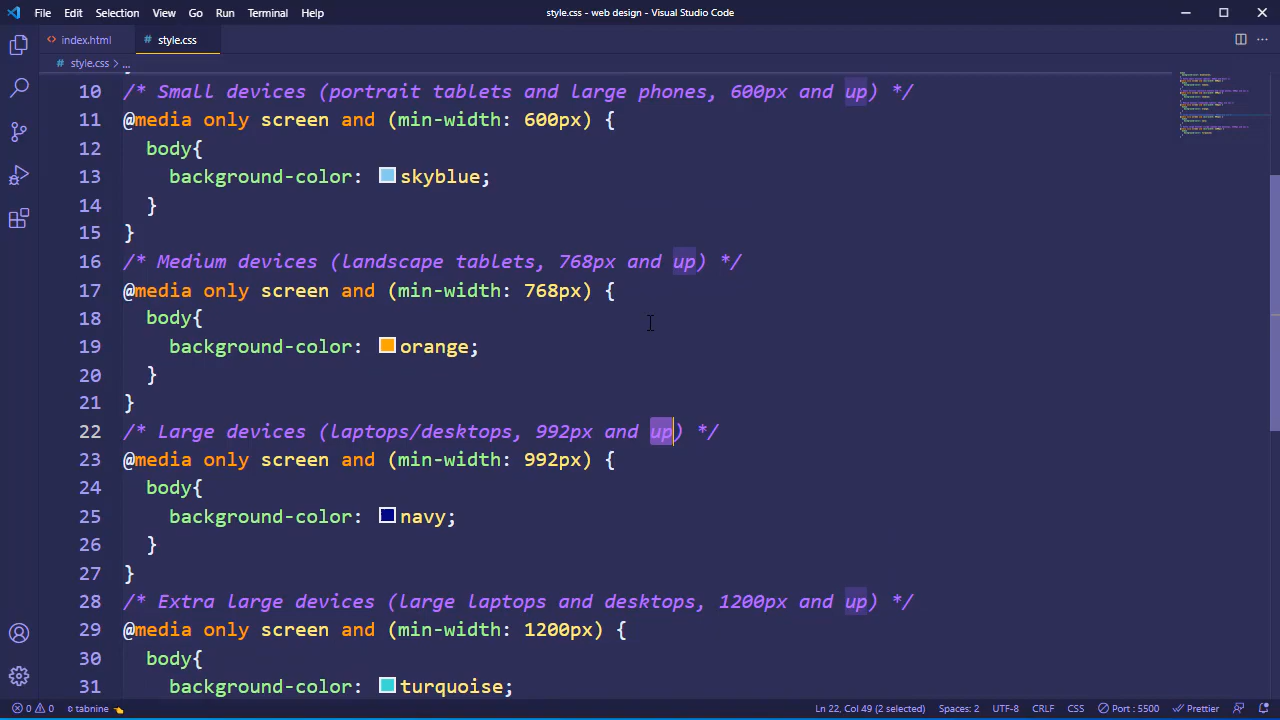 File Edit Selection View Go Run Terminal Help style.css - web design - Visual Studio Code
<> index.html # style.css
# style.css > ...
10 /* Small devices (portrait tablets and large phones, 600px and up) */
11 @media only screen and (min-width: 600px) {
12 body{
13 background-color: skyblue;
14 }
15 }
16 /* Medium devices (landscape tablets, 768px and up) */
17 @media only screen and (min-width: 768px) {
18 body{
19 background-color: orange;
20 }
21 }
22 /* Large devices (laptops/desktops, 992px and up) */
23 @media only screen and (min-width: 992px) {
24 body{
25 background-color: navy;
26 }
27 }
28 /* Extra large devices (large laptops and desktops, 1200px and up) */
29 @media only screen and (min-width: 1200px) {
30 body{
31 background-color: turquoise;
0 0 tabnine Ln 22, Col 49 (2 selected) Spaces: 2 UTF-8 CRLF CSS Port : 5500 Prettier